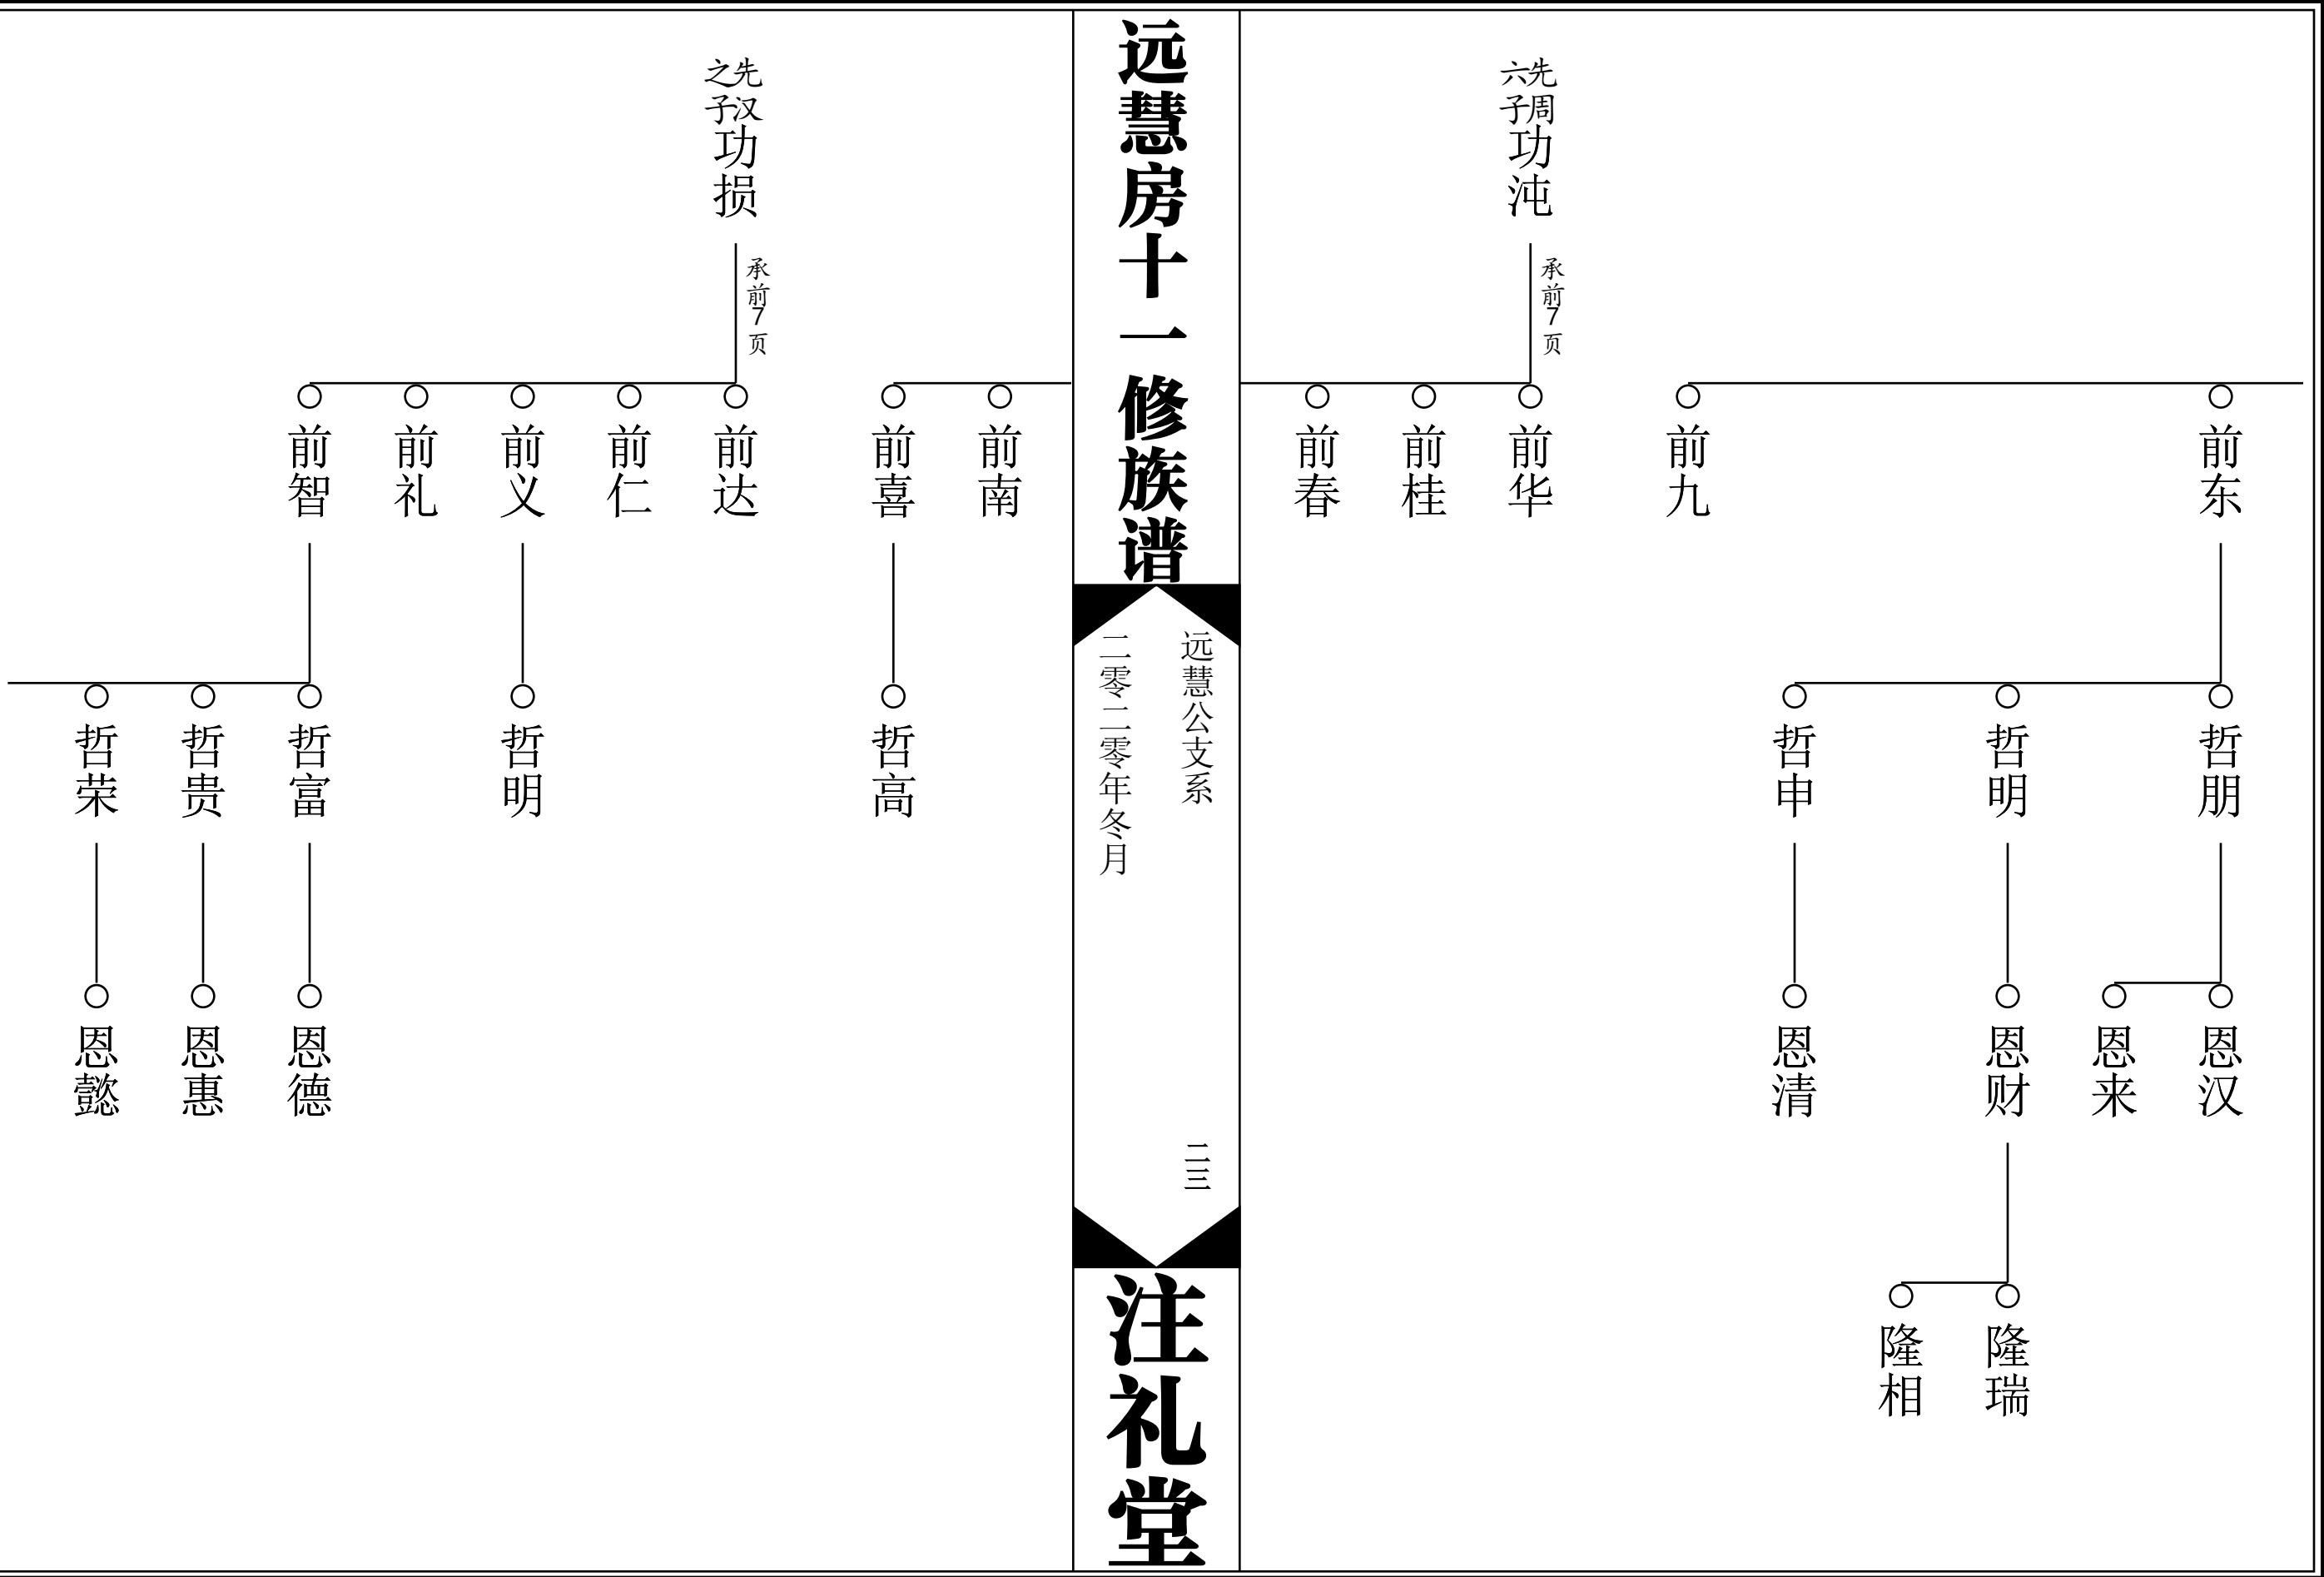 前东
前九
哲朋
哲明
哲申
恩汉
恩来
恩财
恩清
隆瑞
隆相
先周
六子
功沌
承前7页
前华
前桂
前春
远慧房十一修族谱
远慧公支系
二零二零年冬月
二三
注礼堂
前南
前喜
哲高
先汉
之子
功损
承前7页
前达
前仁
前义
前礼
前智
哲明
哲富
哲贵
哲荣
恩德
恩惠
恩懿